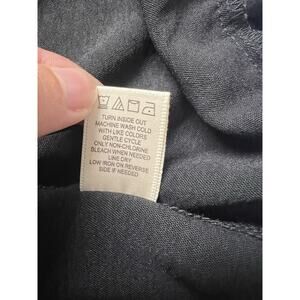 TURN INSIDE OUT
MACHINE WASH COLD
WITH LIKE COLORS
GENTLE CYCLE
ONLY NON-CHLORINE
BLEACH WHEN NEEDED
LINE DRY
LOW IRON ON REVERSE
SIDE IF NEEDED